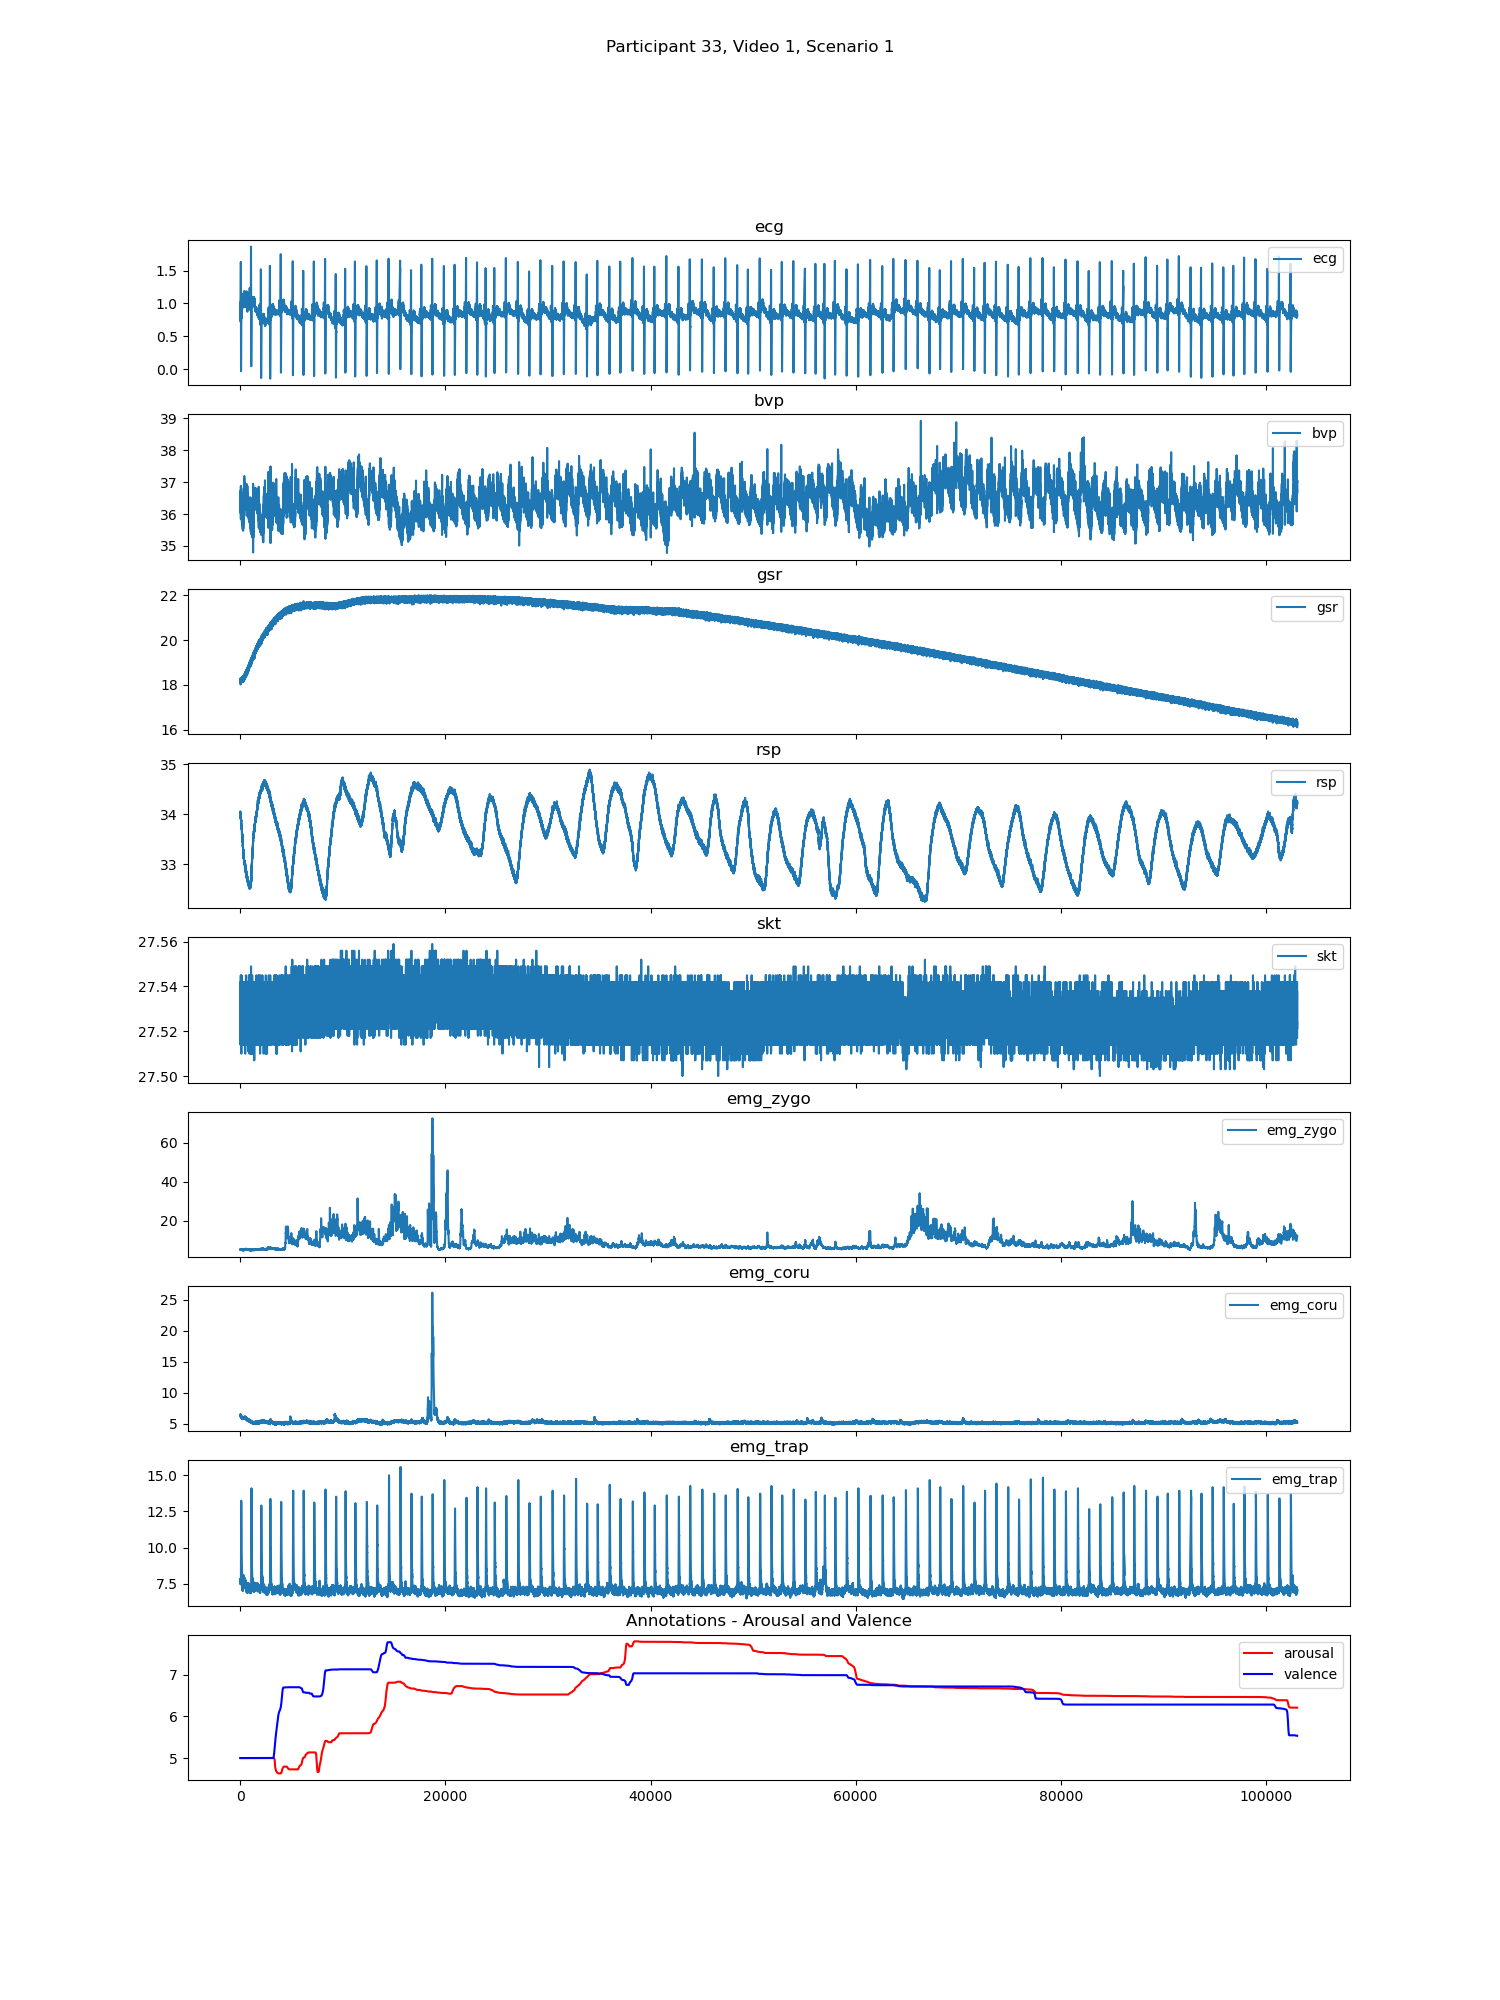 Participant 33, Video 1, Scenario 1
ecg
1.5
1.0
0.5
0.0
ecg
bvp
39
38
37
36
35
bvp
gsr
22
20
18
16
gsr
rsp
35
34
33
rsp
skt
27.56
27.54
27.52
27.50
skt
emg_zygo
60
40
20
emg_zygo
emg_coru
25
20
15
10
5
emg_coru
emg_trap
15.0
12.5
10.0
7.5
emg_trap
Annotations - Arousal and Valence
7
6
5
arousal
valence
0 20000 40000 60000 80000 100000